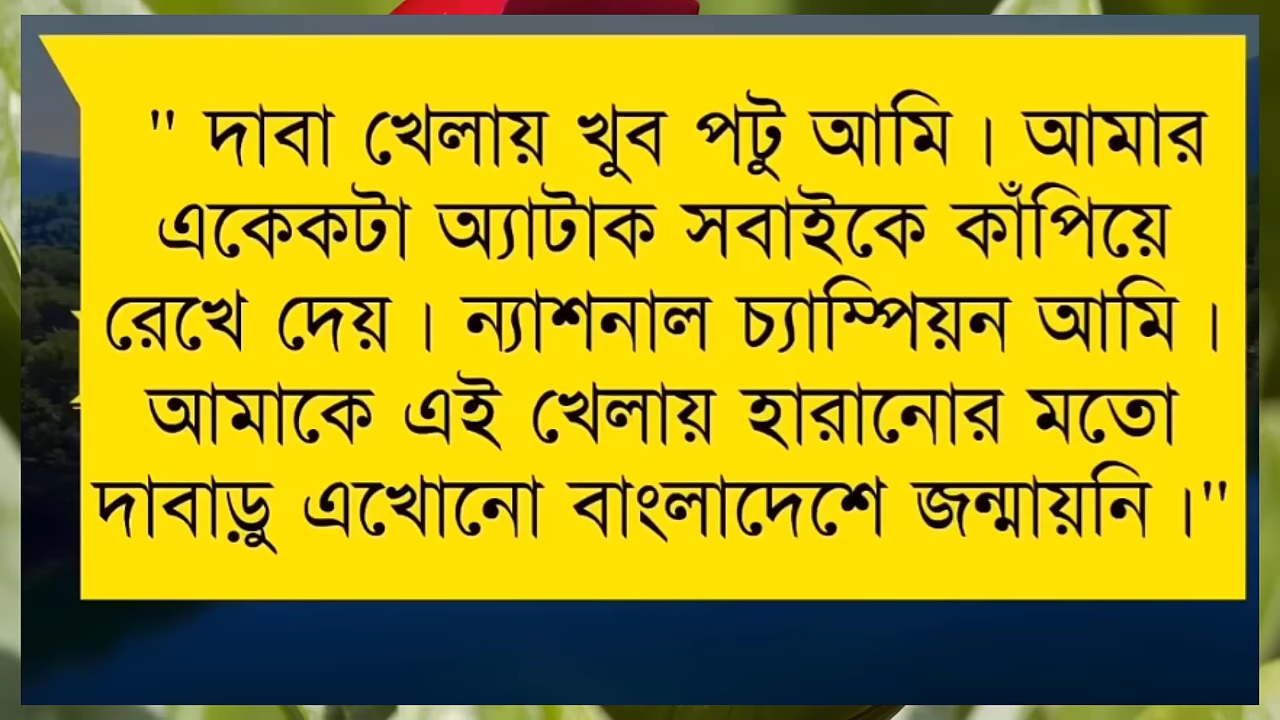 " দাবা খেলায় খুব পটু আমি । আমার
একেকটা অ্যাটাক সবাইকে কাঁপিয়ে
রেখে দেয় । ন্যাশনাল চ্যাম্পিয়ন আমি ।
আমাকে এই খেলায় হারানোর মতো
দাবাড়ু এখোনো বাংলাদেশে জন্মায়নি ।"